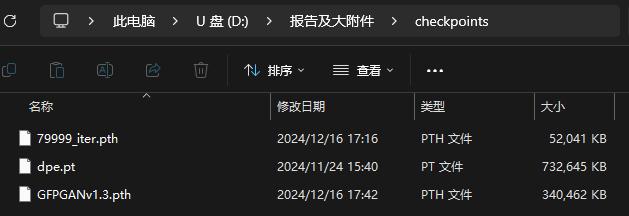 此电脑 > U 盘 (D:) > 报告及大附件 > checkpoints
排序 查看
名称 修改日期 类型 大小
79999_iter.pth 2024/12/16 17:16 PTH 文件 52,041 KB
dpe.pt 2024/11/24 15:40 PT 文件 732,645 KB
GFPGANv1.3.pth 2024/12/16 17:42 PTH 文件 340,462 KB